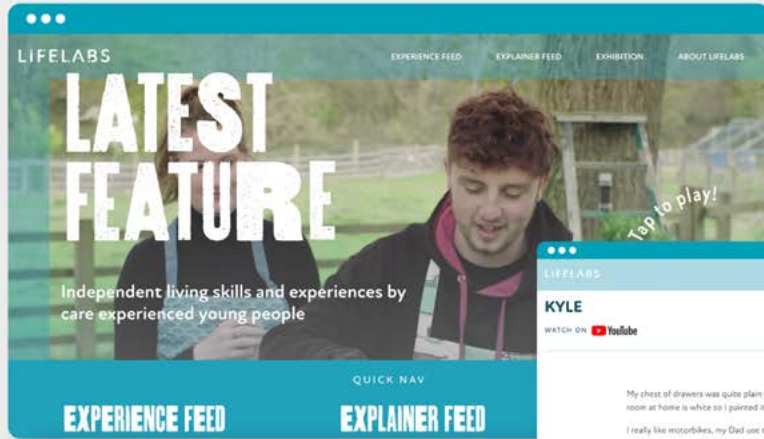 LIFELABS
EXPERIENCE FEED
EXPLAINER FEED
EXHIBITION
ABOUT LIFELABS
LATEST
FEATURE
Tap to play!
Independent living skills and experiences by
care experienced young people
QUICK NAV
EXPERIENCE FEED
EXPLAINER FEED
LIFELABS
KYLE
WATCH ON YouTube
My chest of drawers was quite plain
room at home is white so I painted it
I really like motorbikes, my Dad use t